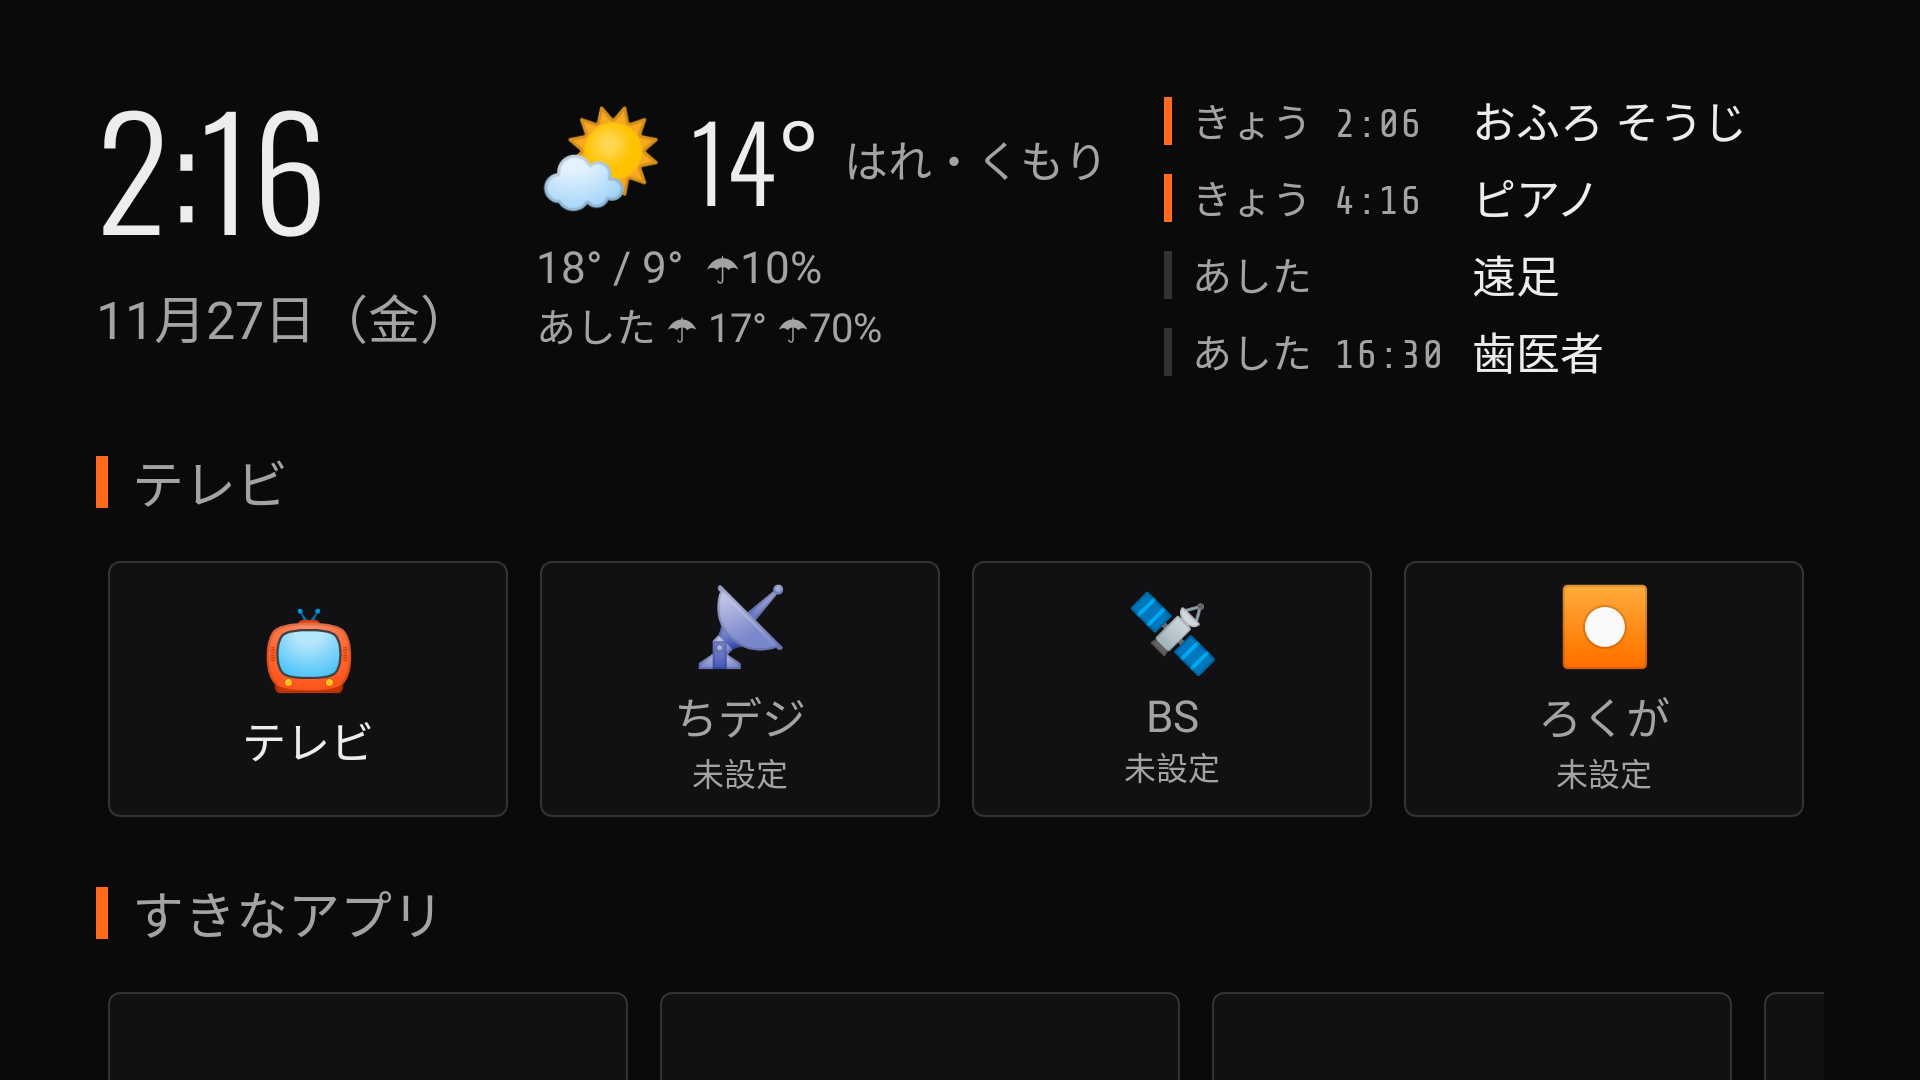 2:16
11月27日（金）
14° はれ・くもり
18° / 9° ☂10%
あした ☂ 17° ☂70%
きょう 2:06 おふろ そうじ
きょう 4:16 ピアノ
あした 遠足
あした 16:30 歯医者
テレビ
テレビ
ちデジ
未設定
BS
未設定
ろくが
未設定
すきなアプリ